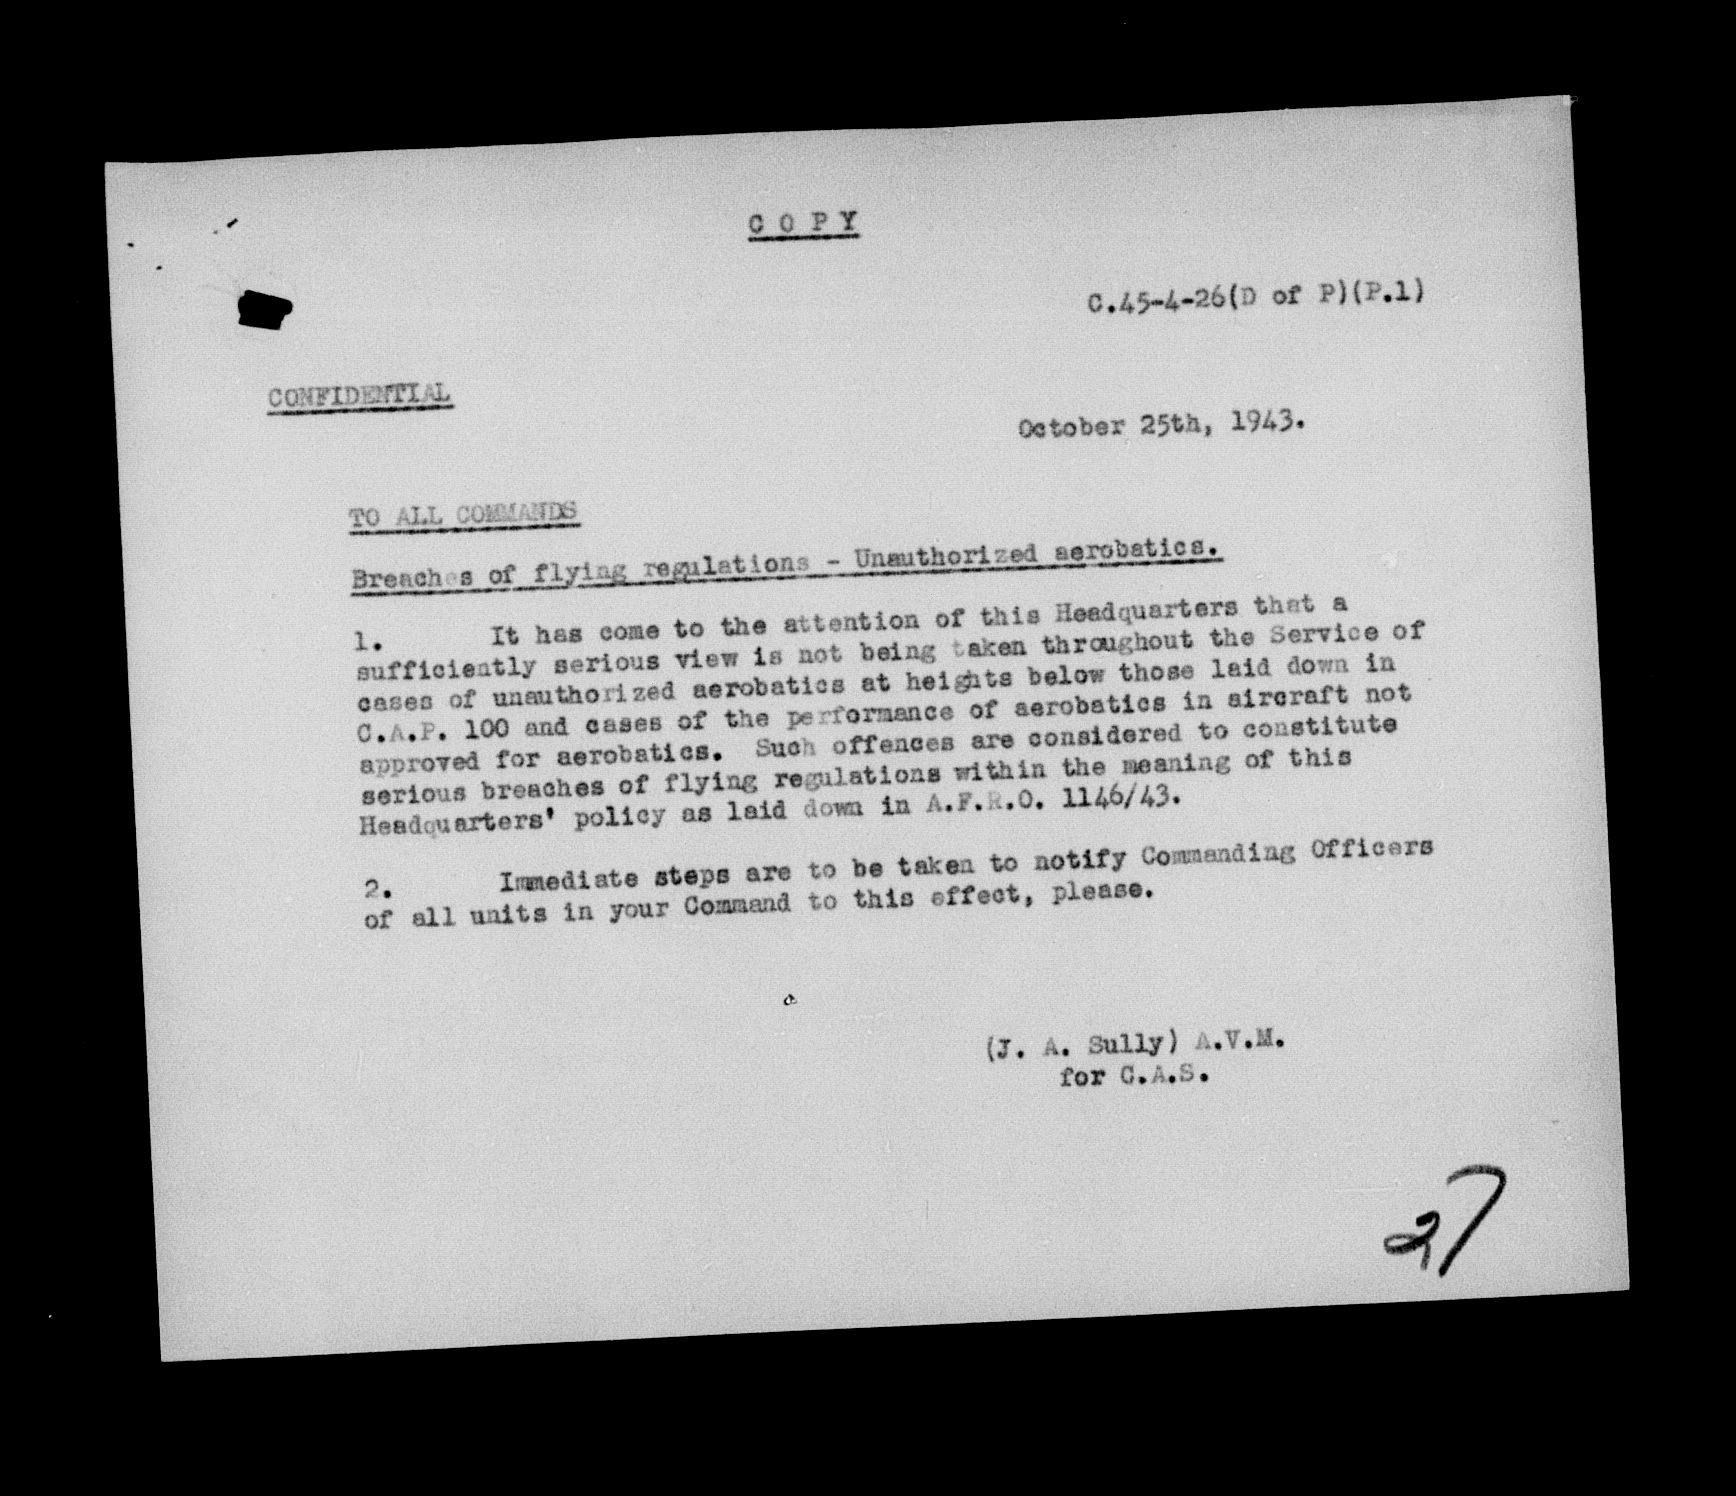 C O P Y
C.45-4-26(D of P)(P.1)
CONFIDENTIAL
October 25th, 1943.
TO ALL COMMANDS
Breaches of flying regulations - Unauthorized aerobatics.
1. It has come to the attention of this Headquarters that a
sufficiently serious view is not being taken throughout the Service of
cases of unauthorized aerobatics at heights below those laid down in
C.A.P. 100 and cases of the performance of aerobatics in aircraft not
approved for aerobatics. Such offences are considered to constitute
serious breaches of flying regulations within the meaning of this
Headquarters' policy as laid down in A.F.R.O. 1146/43.
2. Immediate steps are to be taken to notify Commanding Officers
of all units in your Command to this effect, please.
(J. A. Sully) A.V.M.
for C.A.S.
27